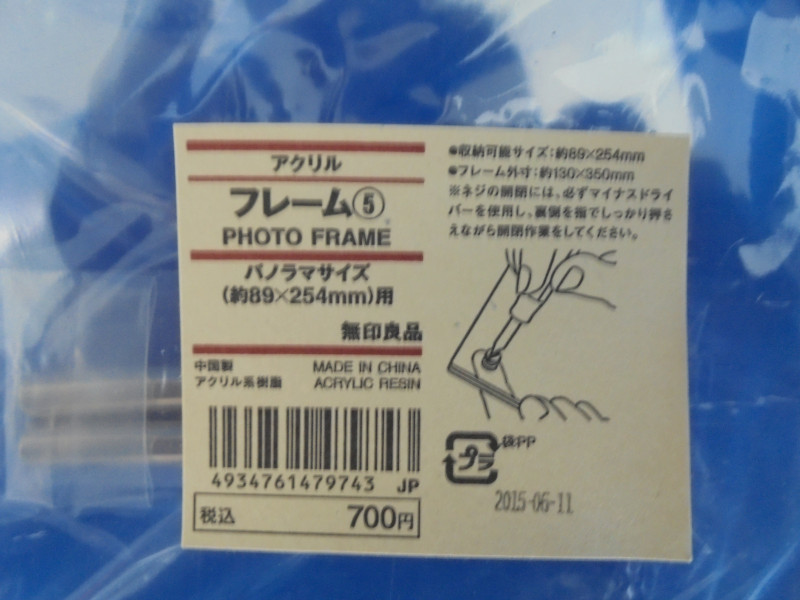 アクリル
フレーム⑤
PHOTO FRAME
パノラマサイズ
(約89×254mm)用
無印良品
中国製 MADE IN CHINA
アクリル系樹脂 ACRYLIC RESIN
4934761479743 JP
税込 700円
●収納可能サイズ:約89×254mm
●フレーム外寸:約130×350mm
※ネジの開閉には、必ずマイナスドライ
バーを使用し、裏側を指でしっかり押さ
えながら開閉作業をしてください。
プラ 袋PP
2015-06-11